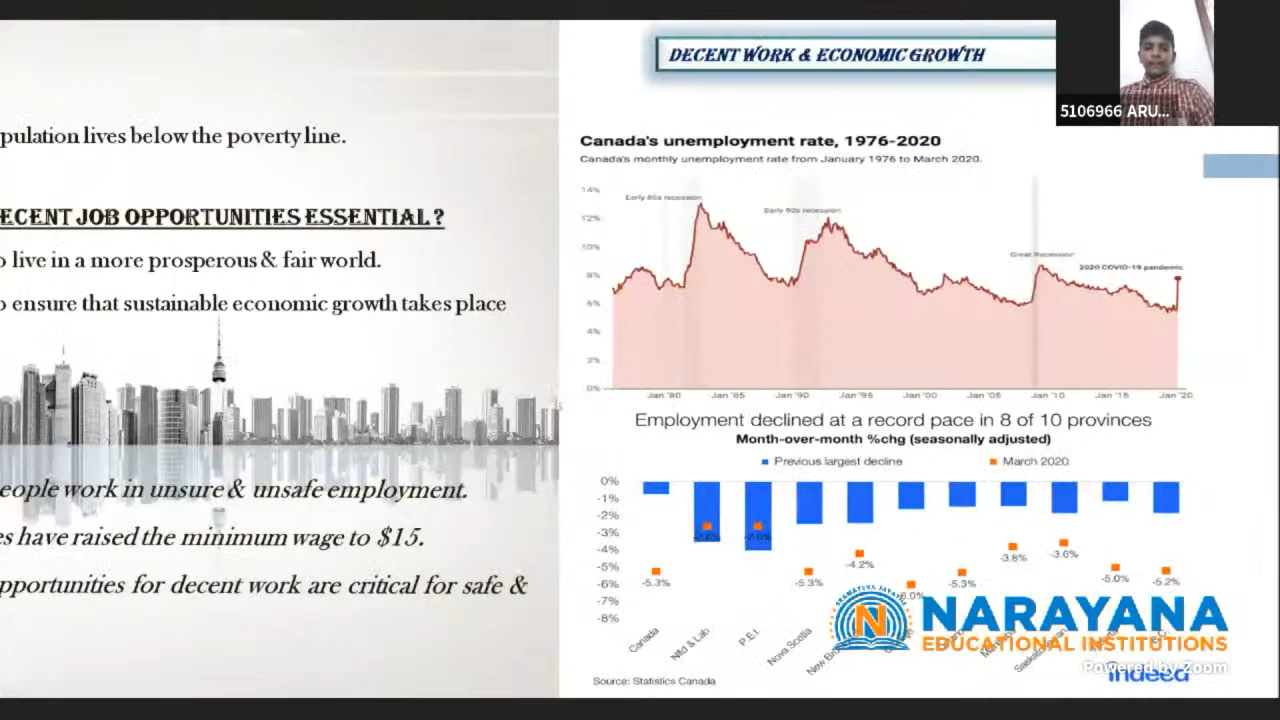 DECENT WORK & ECONOMIC GROWTH
5106966 ARU...
pulation lives below the poverty line.
ECENT JOB OPPORTUNITIES ESSENTIAL?
o live in a more prosperous & fair world.
o ensure that sustainable economic growth takes place
eople work in unsure & unsafe employment.
es have raised the minimum wage to $15.
pportunities for decent work are critical for safe &
Canada's unemployment rate, 1976-2020
Canada's monthly unemployment rate from January 1976 to March 2020.
14%
Early 80s recession
Early 90s recession
12%
10%
Great Recession
2020 COVID-19 pandemic
8%
6%
4%
2%
0%
Jan '80 Jan '85 Jan '90 Jan '95 Jan '00 Jan '05 Jan '10 Jan '15 Jan '20
Employment declined at a record pace in 8 of 10 provinces
Month-over-month %chg (seasonally adjusted)
Previous largest decline March 2020
0%
-1%
-2%
-3%
-4%
-5%
-6%
-7%
-8%
-5.3% -5.3% -4.2% -6.0% -5.3% -3.8% -3.6% -5.0% -5.2%
Canada Nfld & Lab P.E.I. Nova Scotia
NARAYANA
EDUCATIONAL INSTITUTIONS
Powered by Zoom
indeed
Source: Statistics Canada